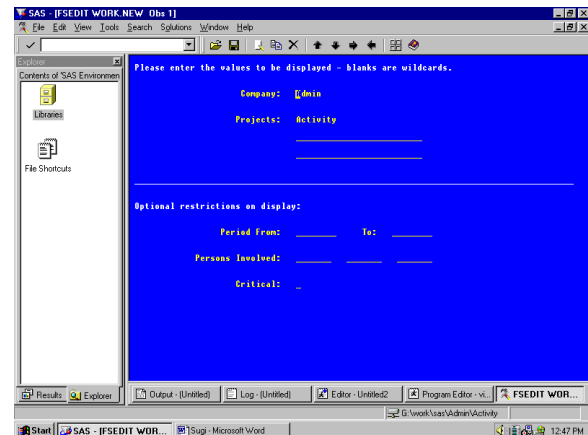 SAS - [FSEDIT WORK.NEW Obs 1]
File Edit View Tools Search Solutions Window Help
Explorer
Contents of 'SAS Environmen
Libraries
File Shortcuts
Please enter the values to be displayed - blanks are wildcards.
Company: Admin
Projects: Activity
Optional restrictions on display:
Period From: To:
Persons Involved:
Critical:
Results Explorer
Output - (Untitled) Log - (Untitled) Editor - Untitled2 Program Editor - vi... FSEDIT WOR...
G:\work\sas\Admin\Activity
Start SAS - [FSEDIT WOR... Sugi - Microsoft Word 12:47 PM